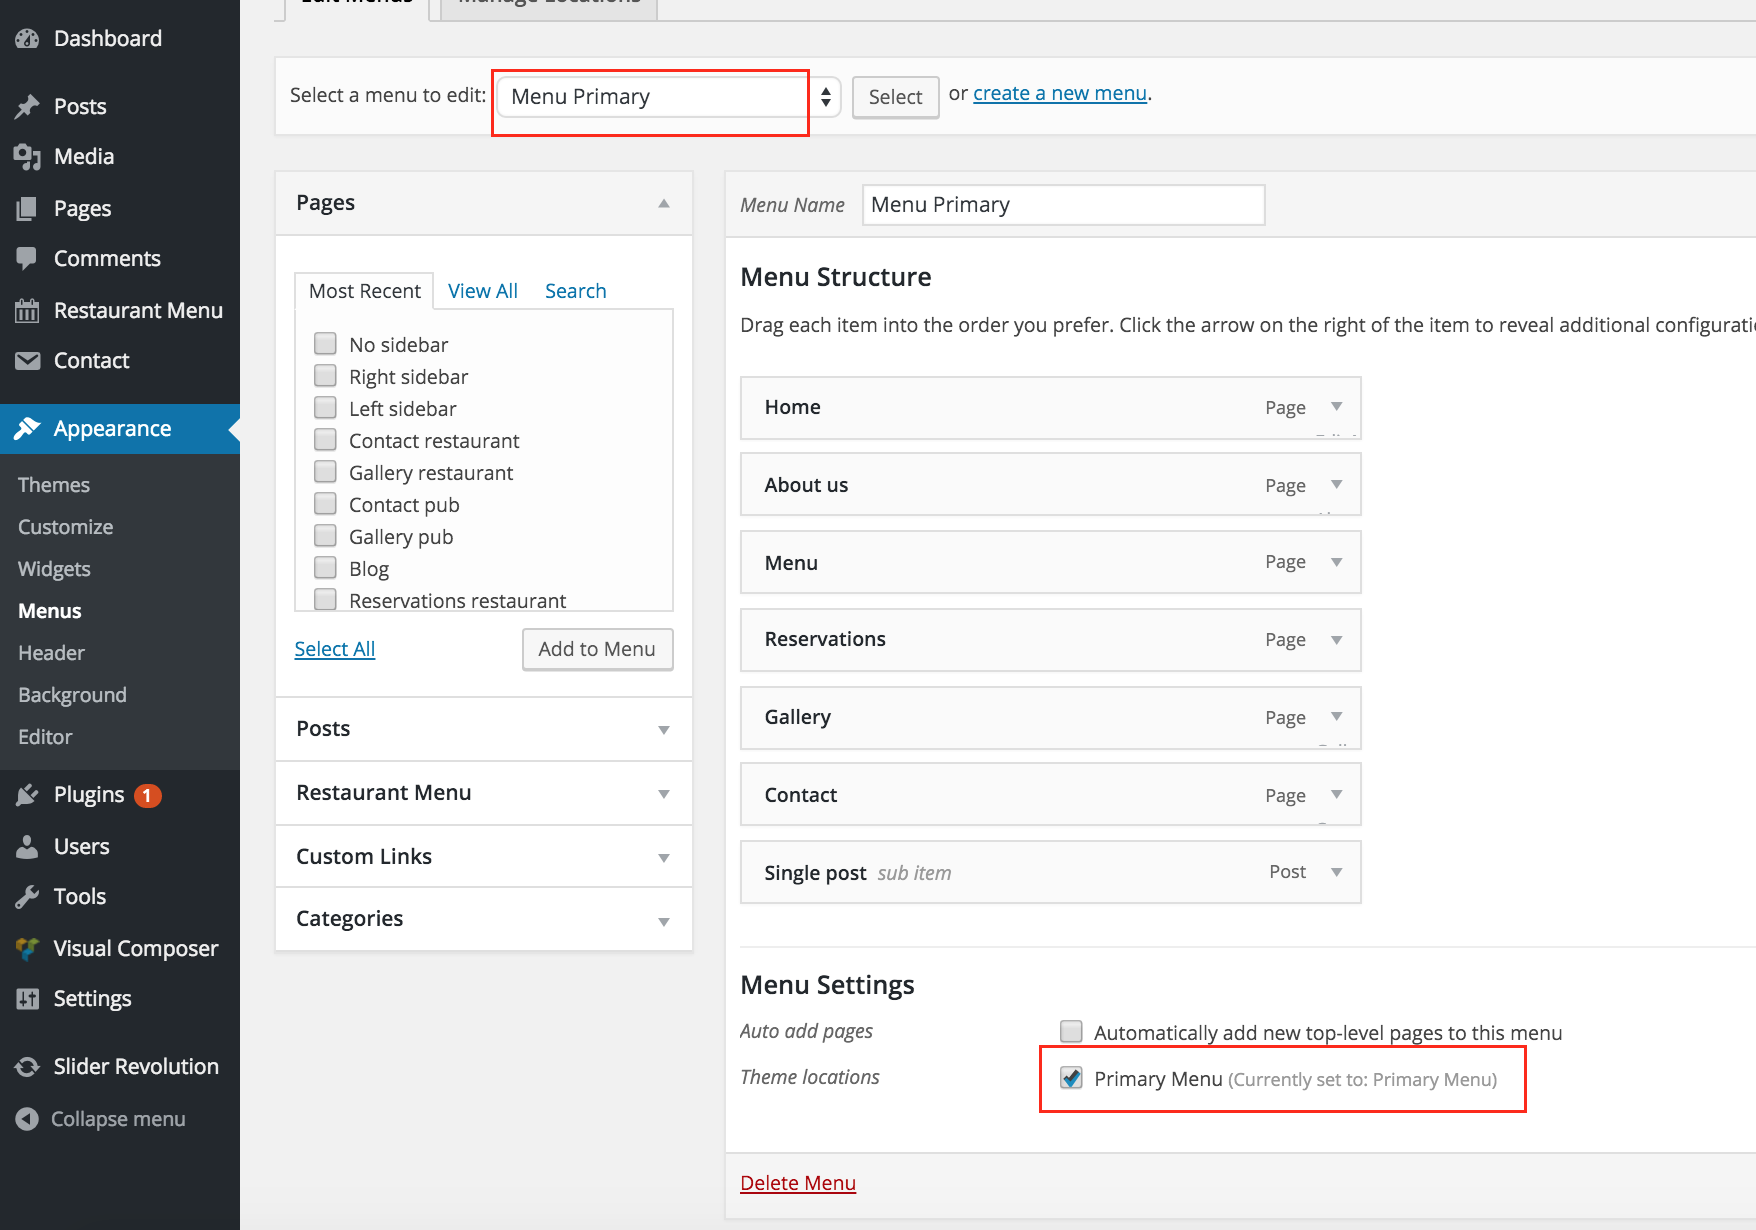 Edit Menus Manage Locations
Dashboard
Posts
Media
Pages
Comments
Restaurant Menu
Contact
Appearance
Themes
Customize
Widgets
Menus
Header
Background
Editor
Plugins 1
Users
Tools
Visual Composer
Settings
Slider Revolution
Collapse menu
Select a menu to edit: Menu Primary Select or create a new menu.
Pages
Most Recent View All Search
No sidebar
Right sidebar
Left sidebar
Contact restaurant
Gallery restaurant
Contact pub
Gallery pub
Blog
Reservations restaurant
Select All Add to Menu
Posts
Restaurant Menu
Custom Links
Categories
Menu Name Menu Primary
Menu Structure
Drag each item into the order you prefer. Click the arrow on the right of the item to reveal additional
Home Page
About us Page
Menu Page
Reservations Page
Gallery Page
Contact Page
Single post sub item Post
Menu Settings
Auto add pages Automatically add new top-level pages to this menu
Theme locations Primary Menu (Currently set to: Primary Menu)
Delete Menu